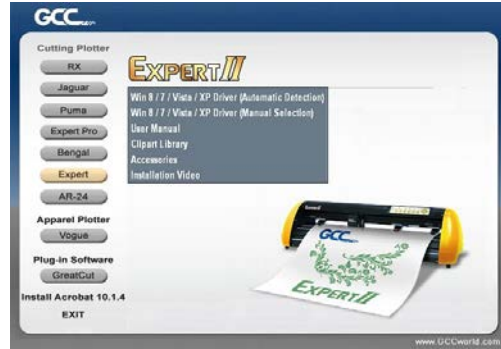 GCC
Cutting Plotter
RX
Jaguar
Puma
Expert Pro
Bengal
Expert
AR-24
Apparel Plotter
Vogue
Plug-in Software
GreatCut
Install Acrobat 10.1.4
EXIT
EXPERT II
Win 8 / 7 / Vista / XP Driver (Automatic Detection)
Win 8 / 7 / Vista / XP Driver (Manual Selection)
User Manual
Clipart Library
Accessories
Installation Video
GCC
EXPERT II
www.GCCworld.com